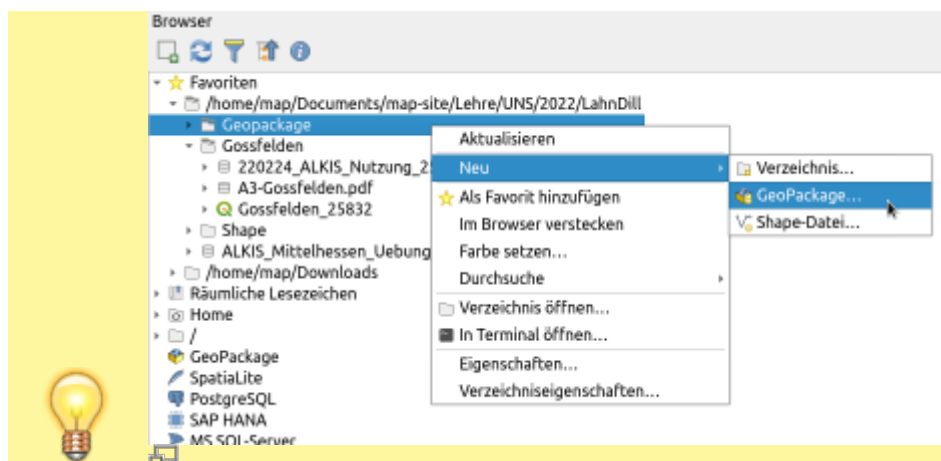 Browser
Favoriten
/home/map/Documents/map-site/Lehre/UNS/2022/LahnDill
Geopackage
Gossfelden
220224_ALKIS_Nutzung_2
A3-Gossfelden.pdf
Gossfelden_25832
Shape
ALKIS_Mittelhessen_Uebung
/home/map/Downloads
Räumliche Lesezeichen
Home
/
GeoPackage
SpatiaLite
PostgreSQL
SAP HANA
MS SQL-Server
Aktualisieren
Neu
Als Favorit hinzufügen
Im Browser verstecken
Farbe setzen...
Durchsuche
Verzeichnis öffnen...
In Terminal öffnen...
Eigenschaften...
Verzeichniseigenschaften...
Verzeichnis...
GeoPackage...
Shape-Datei...